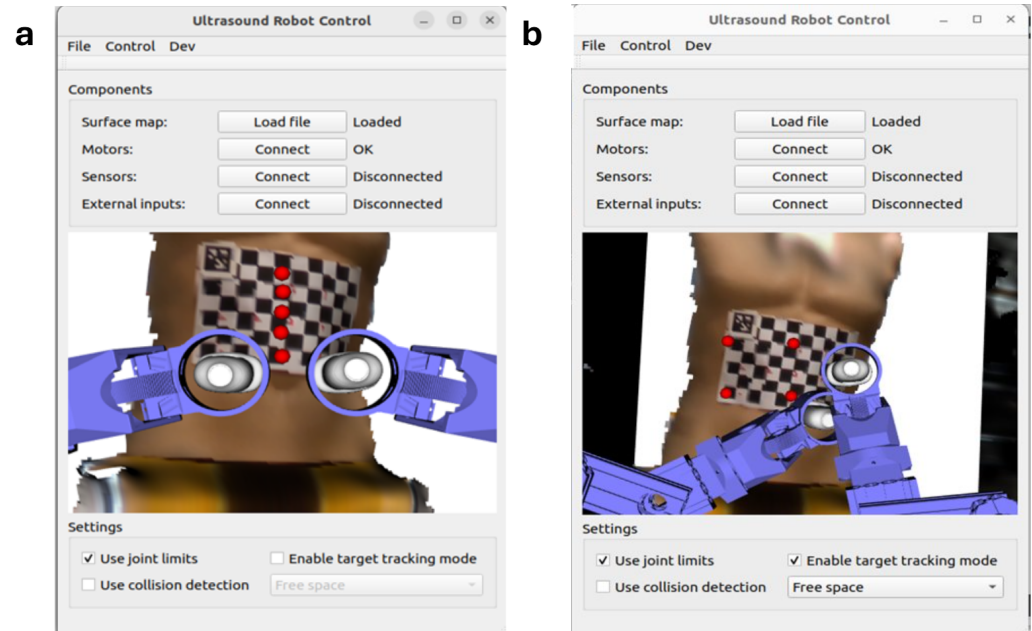 a
Ultrasound Robot Control
File Control Dev
Components
Surface map: Load file Loaded
Motors: Connect OK
Sensors: Connect Disconnected
External inputs: Connect Disconnected
Settings
Use joint limits Enable target tracking mode
Use collision detection Free space
b
Ultrasound Robot Control
File Control Dev
Components
Surface map: Load file Loaded
Motors: Connect OK
Sensors: Connect Disconnected
External inputs: Connect Disconnected
Settings
Use joint limits Enable target tracking mode
Use collision detection Free space